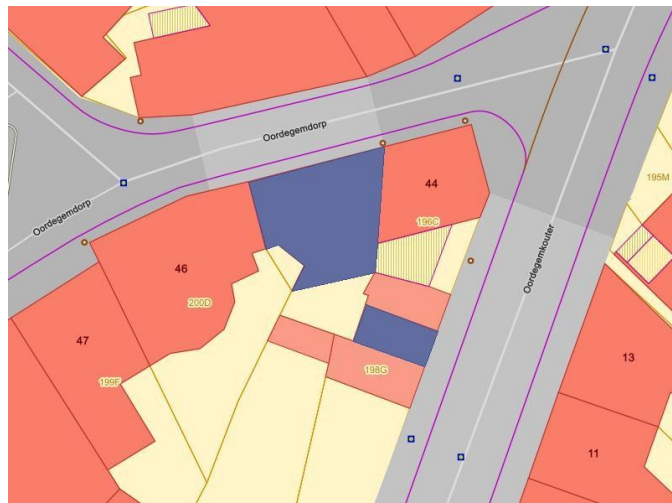 Oordegemdorp
195M
44
196C
Oordegemdorp
Oordegemkouter
46
200D
47
13
199F
198G
11